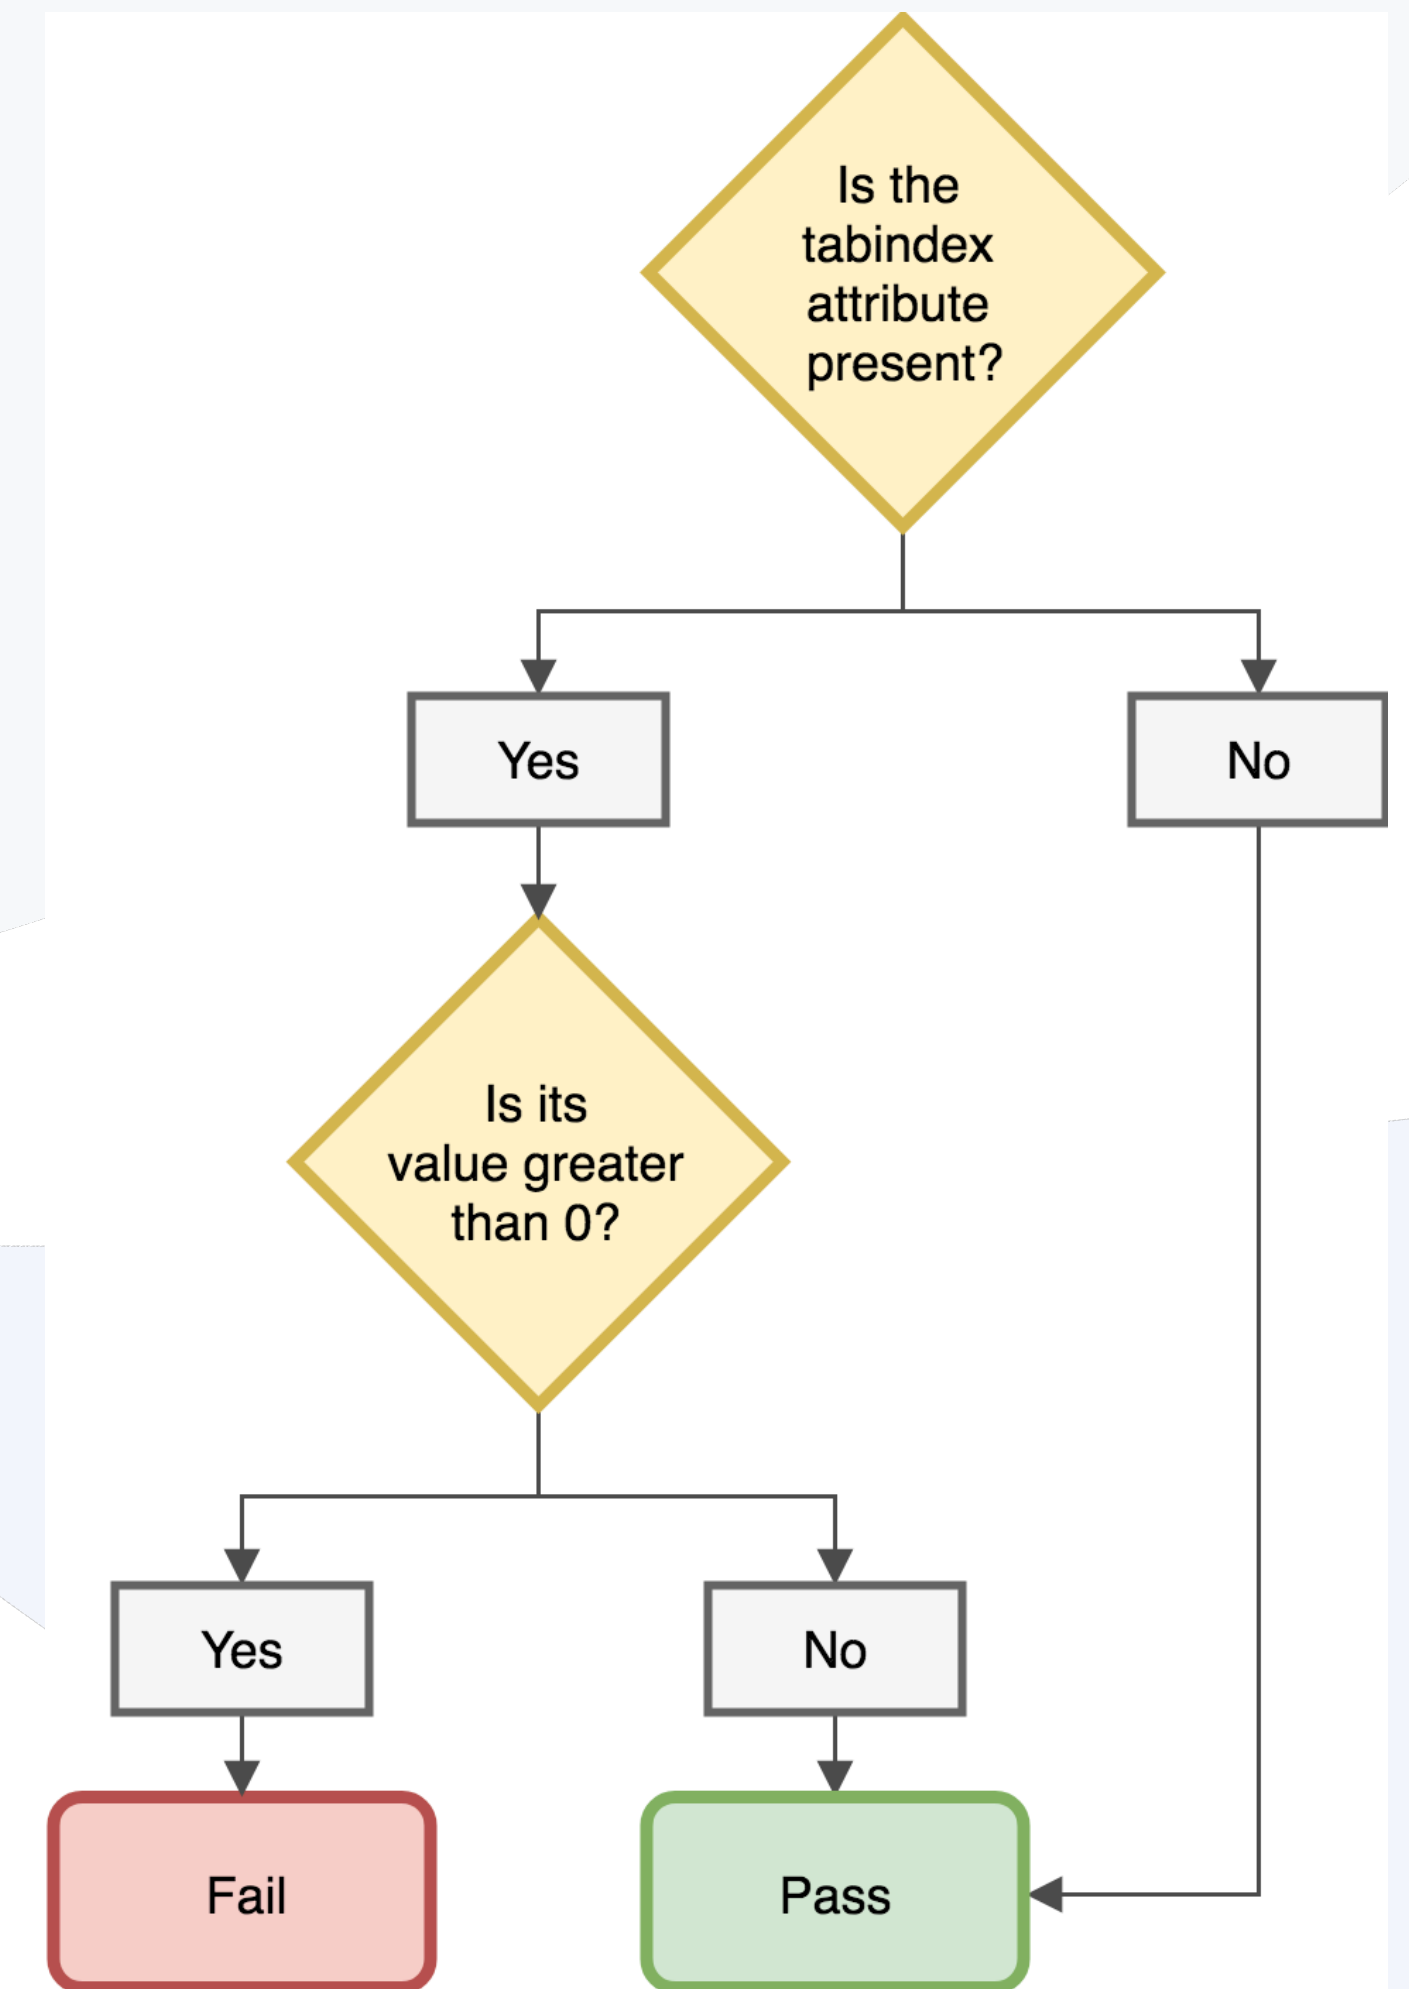 Is the
tabindex
attribute
present?
Yes
No
Is its
value greater
than 0?
Yes
No
Fail
Pass